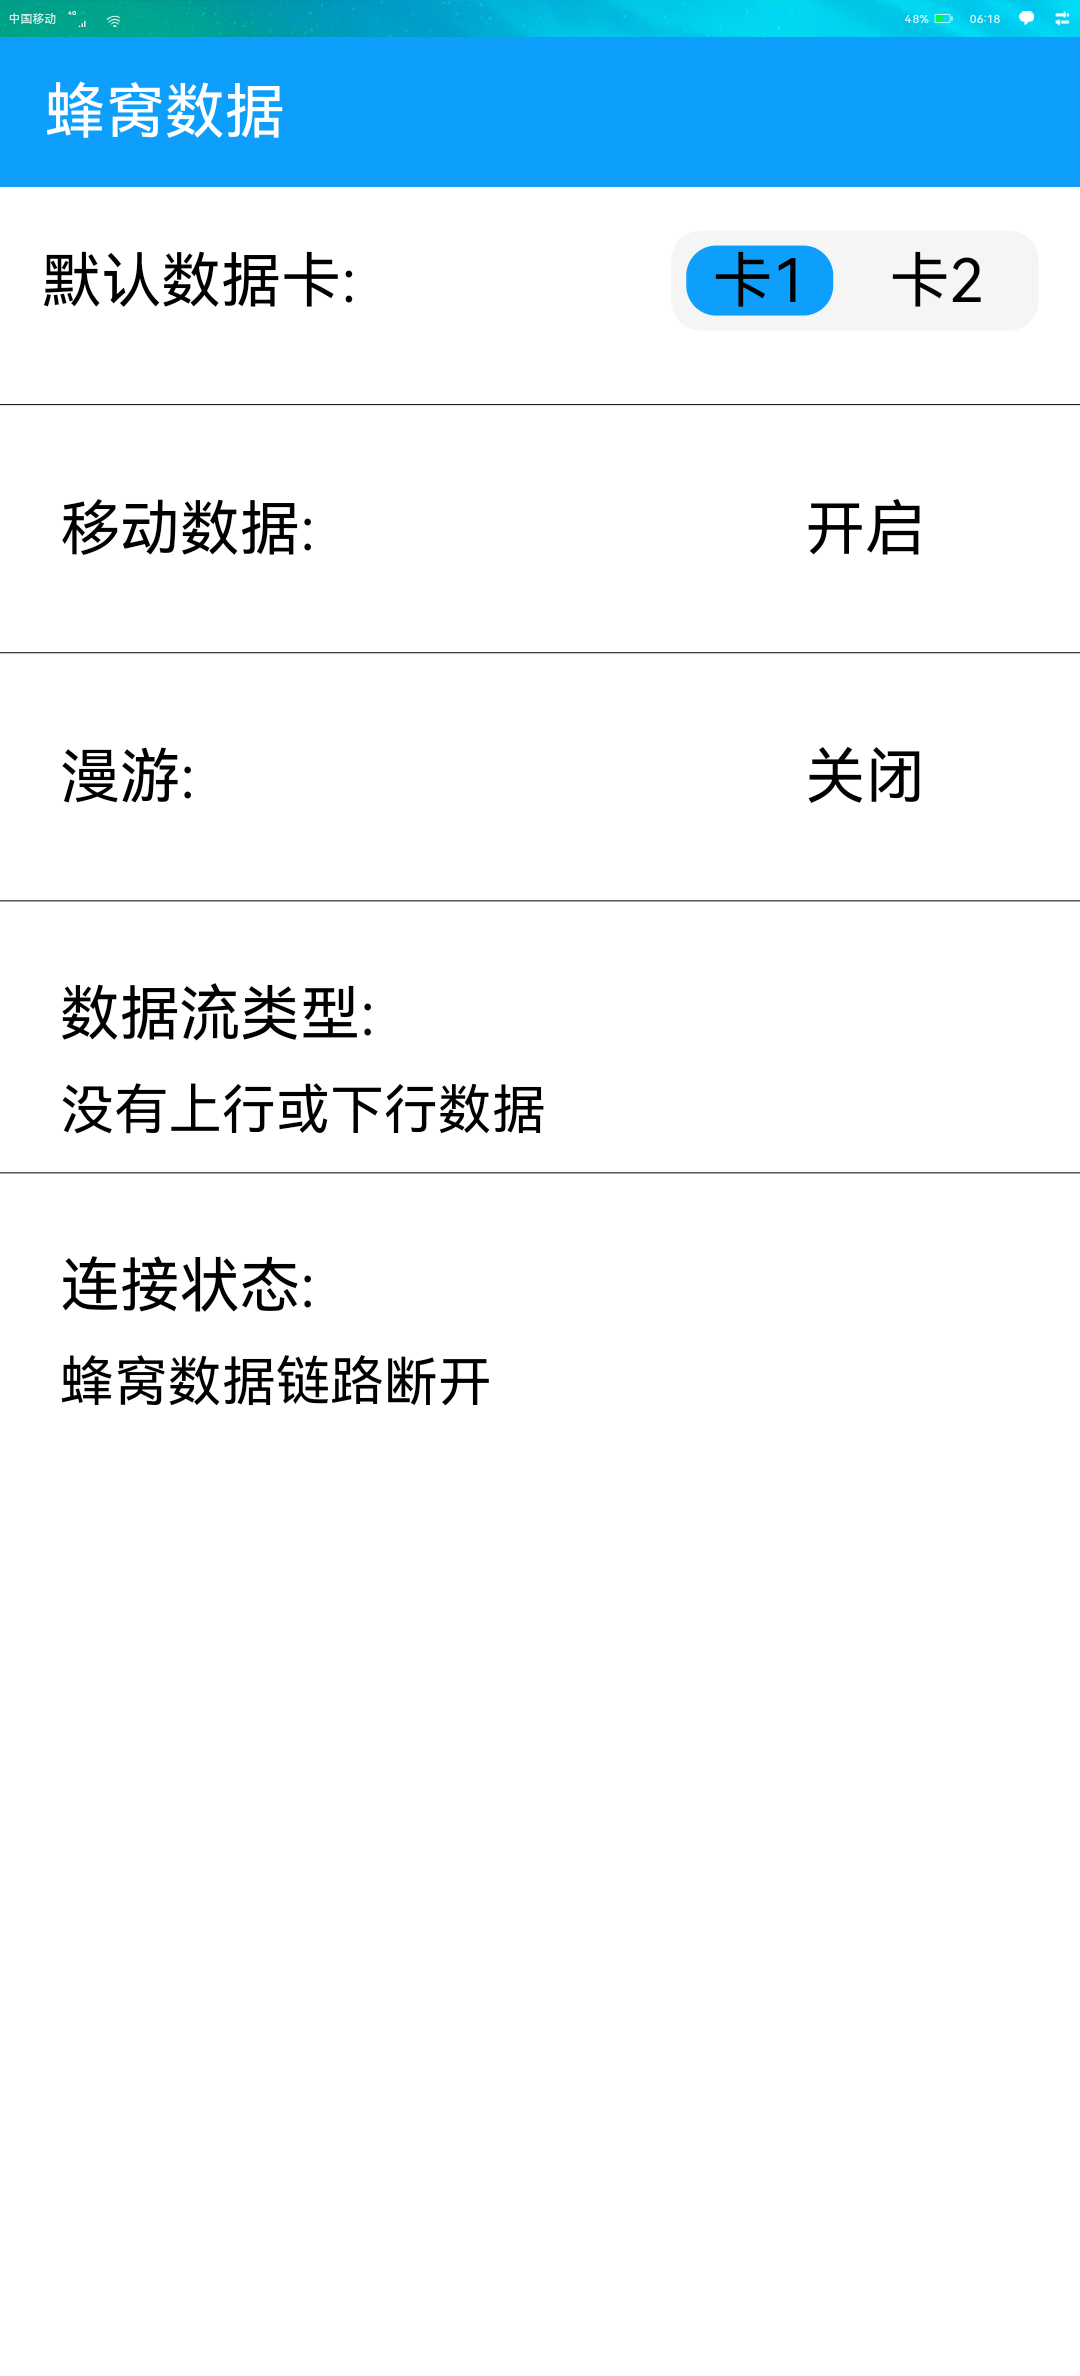 中国移动 4G 48% 06:18
蜂窝数据
默认数据卡: 卡1 卡2
移动数据: 开启
漫游: 关闭
数据流类型:
没有上行或下行数据
连接状态:
蜂窝数据链路断开